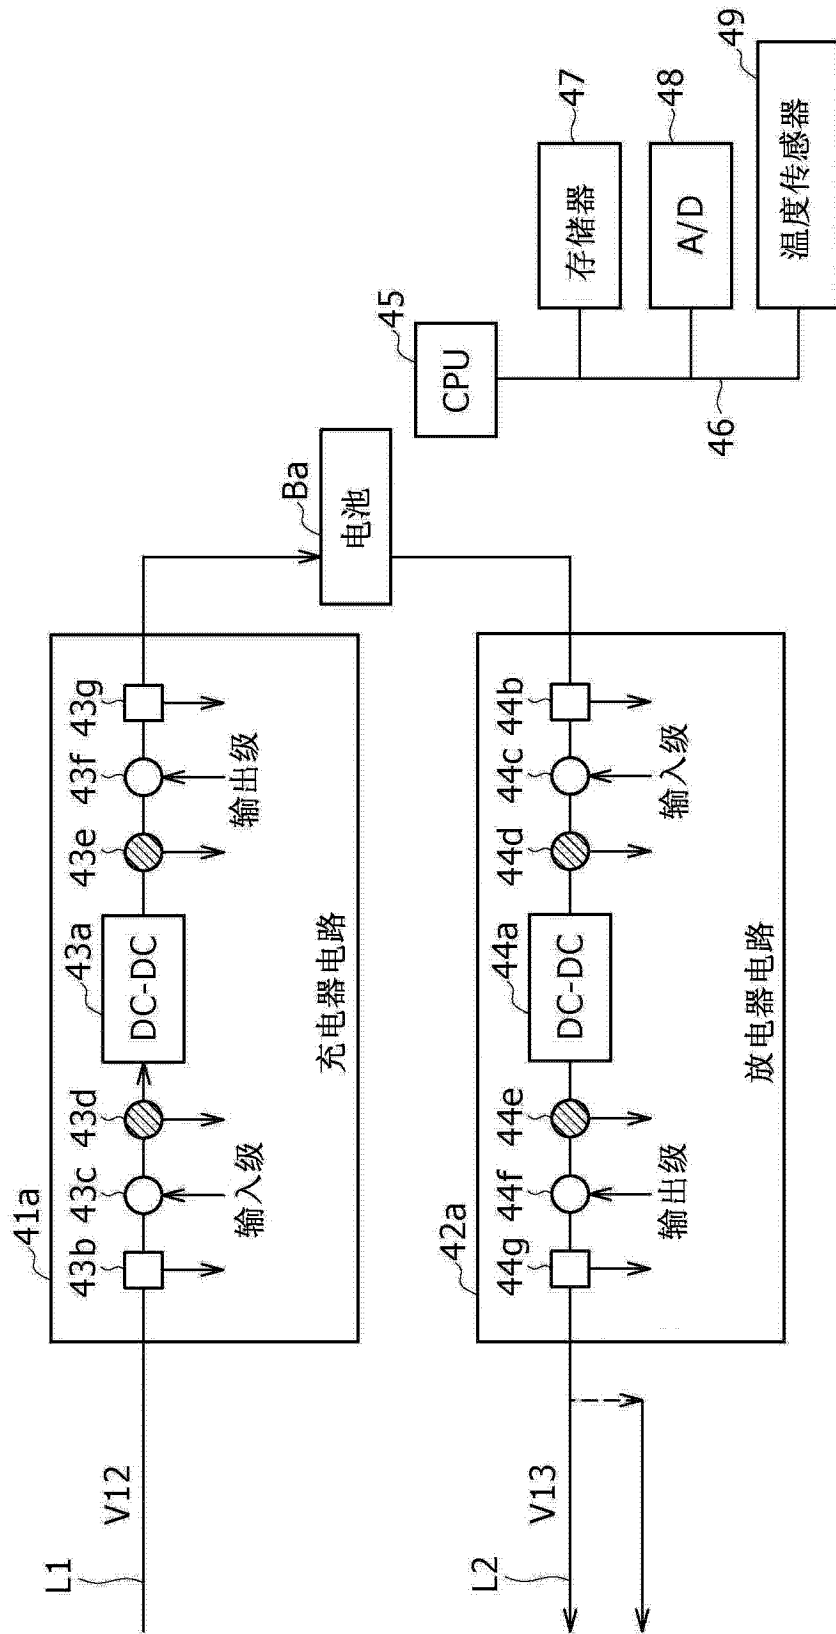 L1
V12
41a
43b
43c
43d
43a
43e
43f
43g
输入级
DC-DC
输出级
充电器电路
Ba
电池
L2
V13
42a
44g
44f
44e
44a
44d
44c
44b
输出级
DC-DC
输入级
放电器电路
45
CPU
46
47
存储器
48
A/D
49
温度传感器